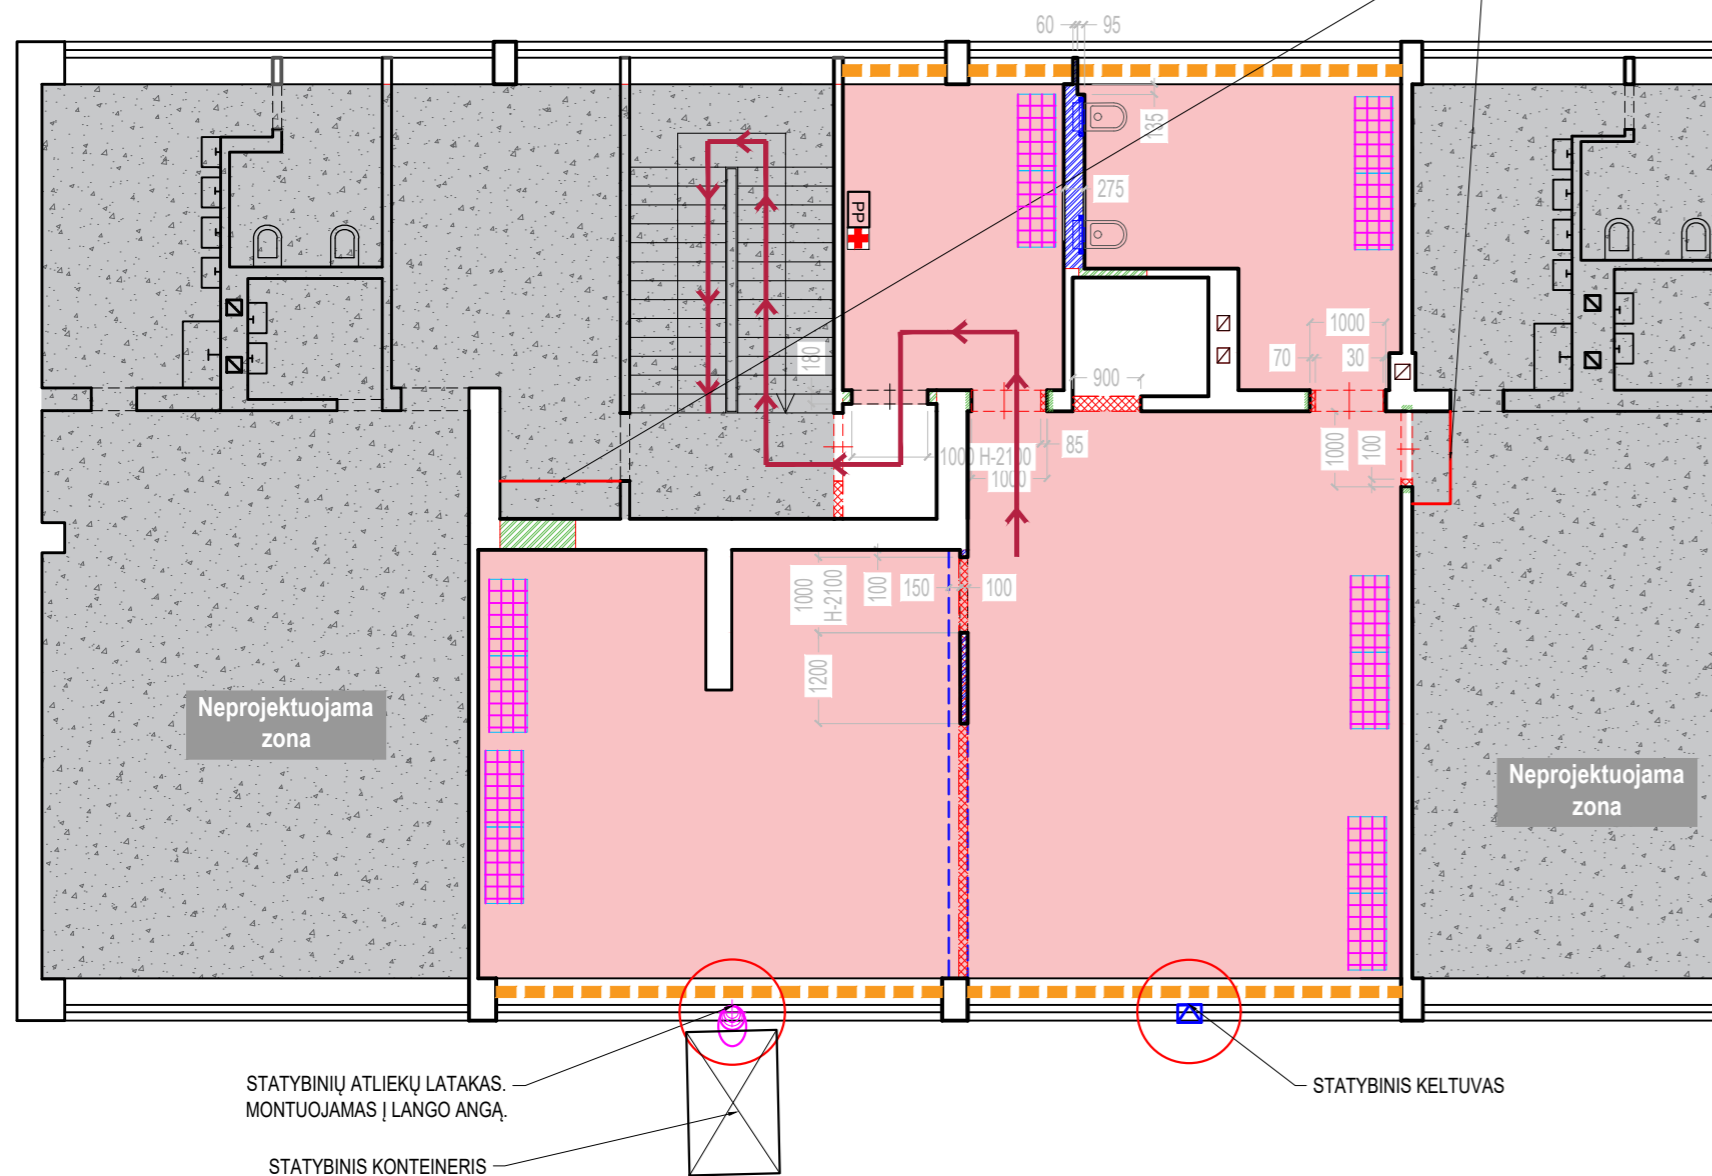 60
95
135
275
PP
180
1000
70
30
900
1000 H-2100
1000
85
1000
100
1000
H-2100
100
150
100
1200
Neprojektuojama
zona
Neprojektuojama
zona
STATYBINIŲ ATLIEKŲ LATAKAS.
MONTUOJAMAS Į LANGO ANGĄ.
STATYBINIS KELTUVAS
STATYBINIS KONTEINERIS